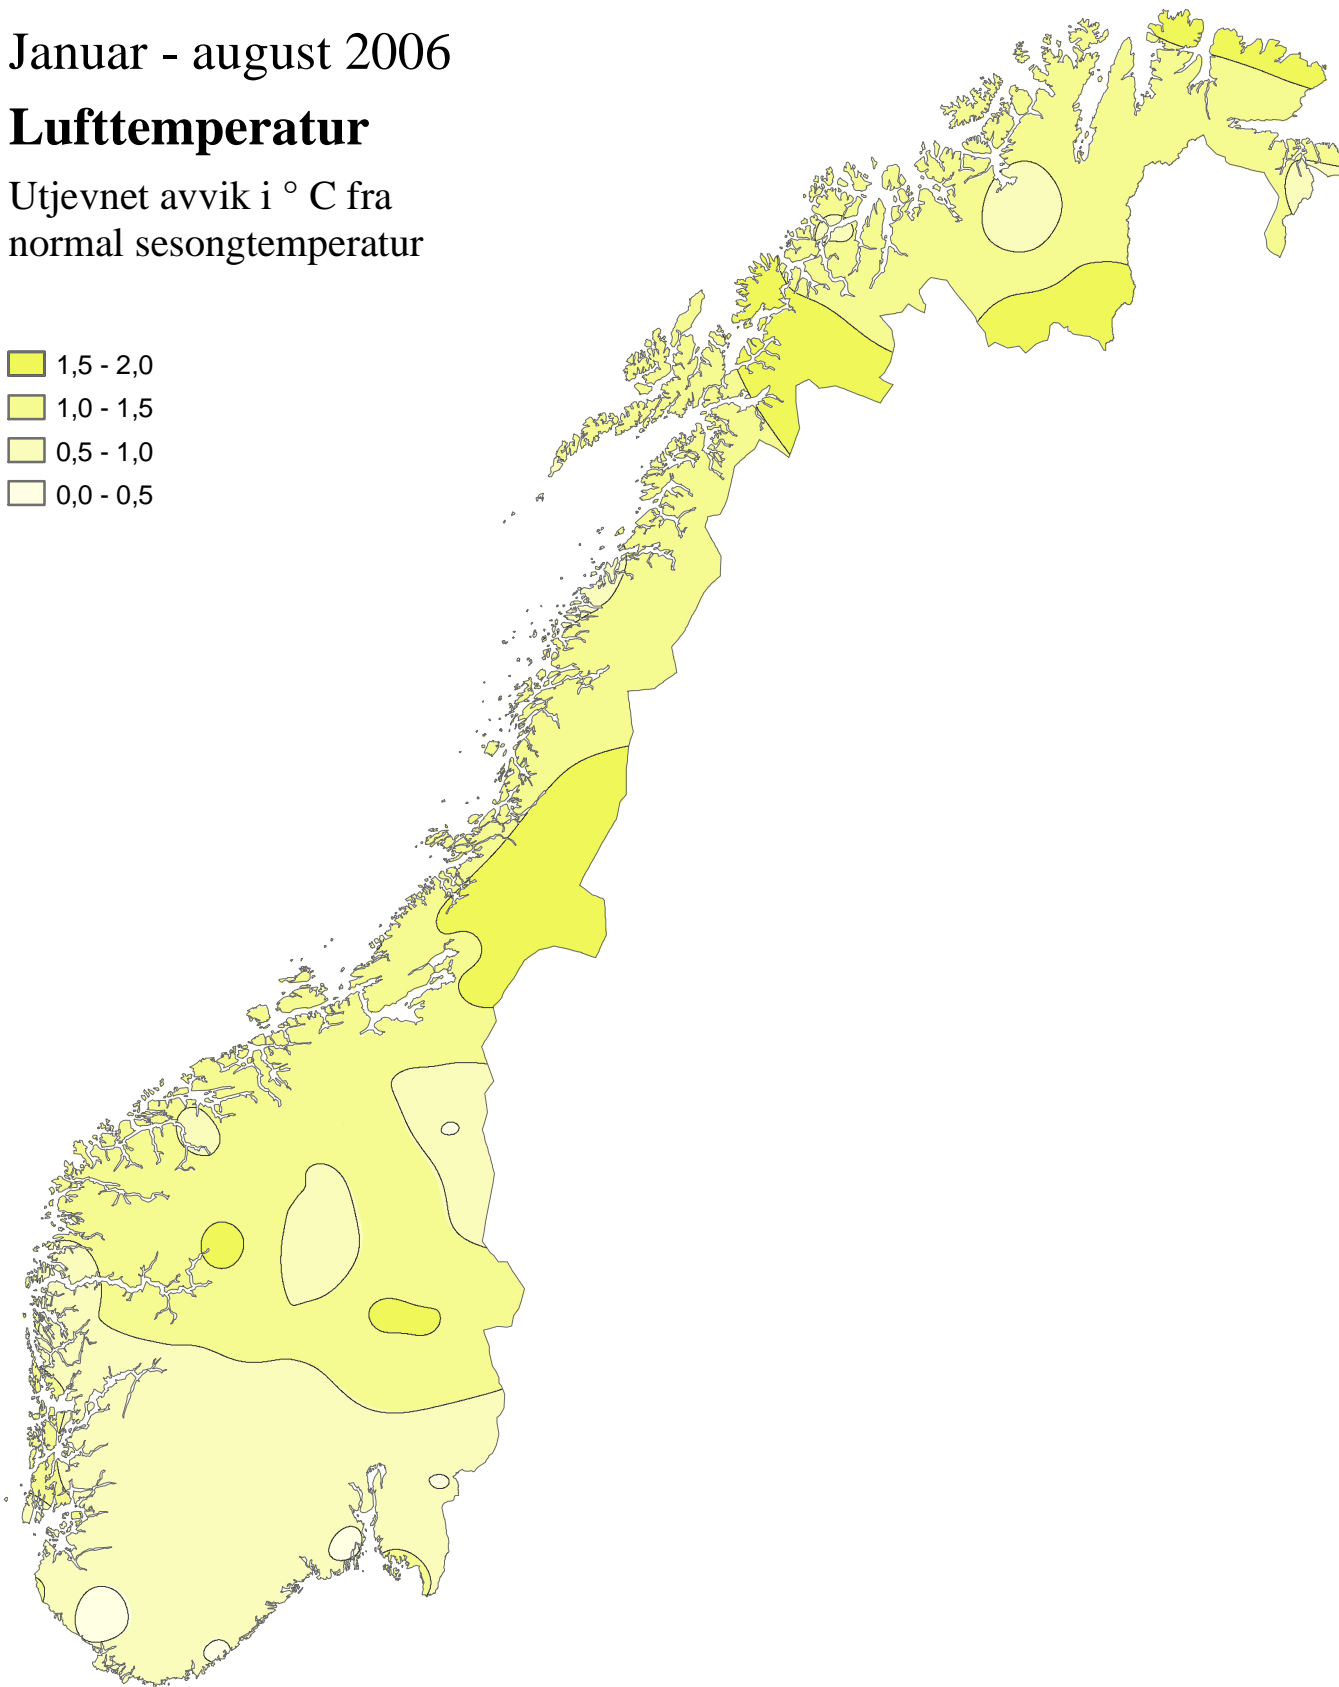 Januar - august 2006
Lufttemperatur
Utjevnet avvik i ° C fra
normal sesongtemperatur
1,5 - 2,0
1,0 - 1,5
0,5 - 1,0
0,0 - 0,5